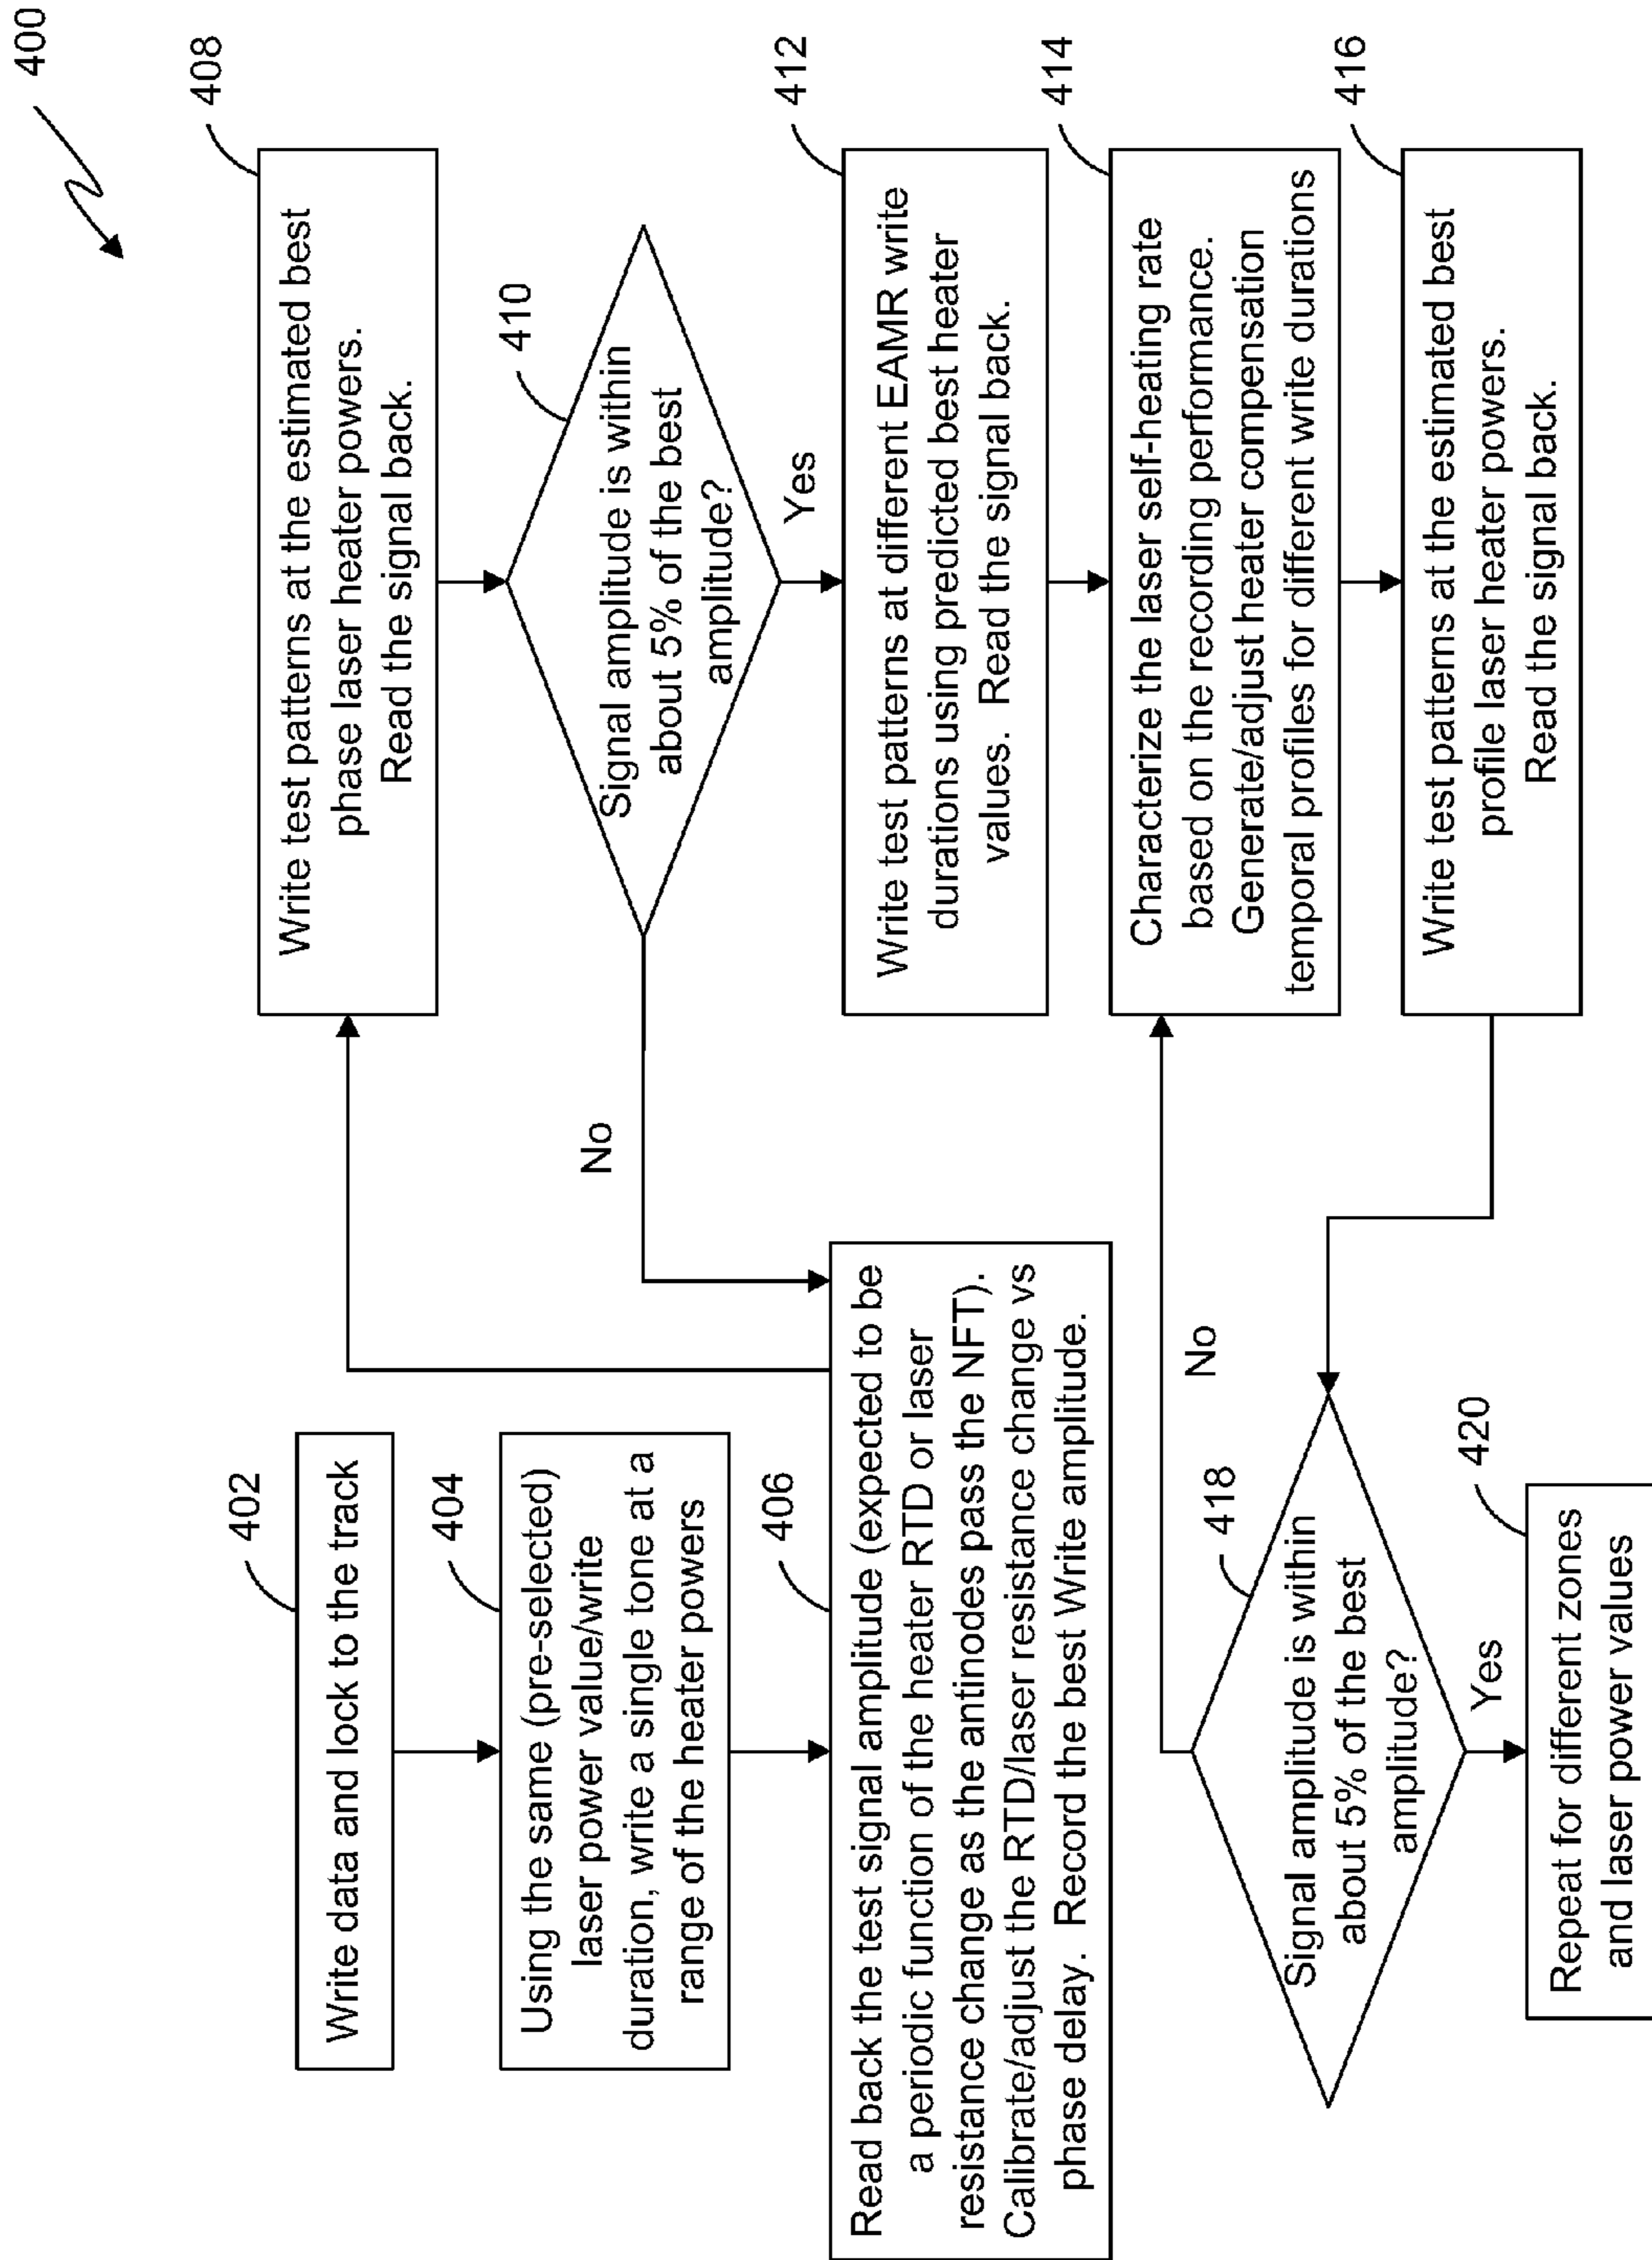 400
402
Write data and lock to the track
404
Using the same (pre-selected)
laser power value/write
duration, write a single tone at a
range of the heater powers
406
Read back the test signal amplitude (expected to be
a periodic function of the heater RTD or laser
resistance change as the antinodes pass the NFT).
Calibrate/adjust the RTD/laser resistance change vs
phase delay. Record the best Write amplitude.
408
Write test patterns at the estimated best
phase laser heater powers.
Read the signal back.
410
Signal amplitude is within
about 5% of the best
amplitude?
No
Yes
412
Write test patterns at different EAMR write
durations using predicted best heater
values. Read the signal back.
414
Characterize the laser self-heating rate
based on the recording performance.
Generate/adjust heater compensation
temporal profiles for different write durations
416
Write test patterns at the estimated best
profile laser heater powers.
Read the signal back.
418
Signal amplitude is within
about 5% of the best
amplitude?
No
Yes
420
Repeat for different zones
and laser power values